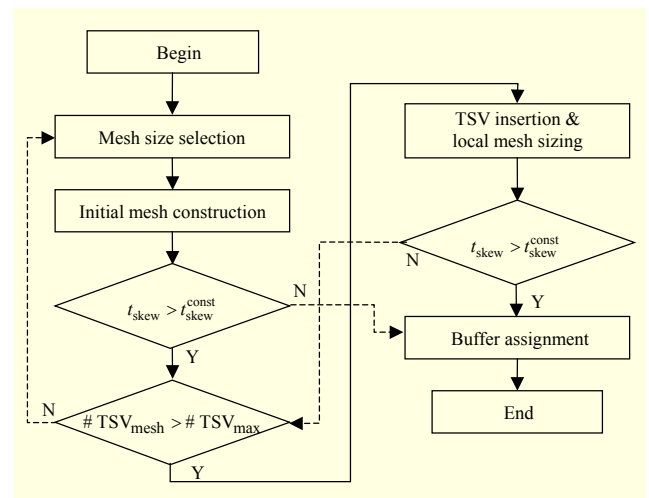 Begin
Mesh size selection
Initial mesh construction
t_skew > t_skew^const
N
Y
# TSV_mesh > # TSV_max
N
Y
TSV insertion &
local mesh sizing
t_skew > t_skew^const
N
Y
Buffer assignment
End